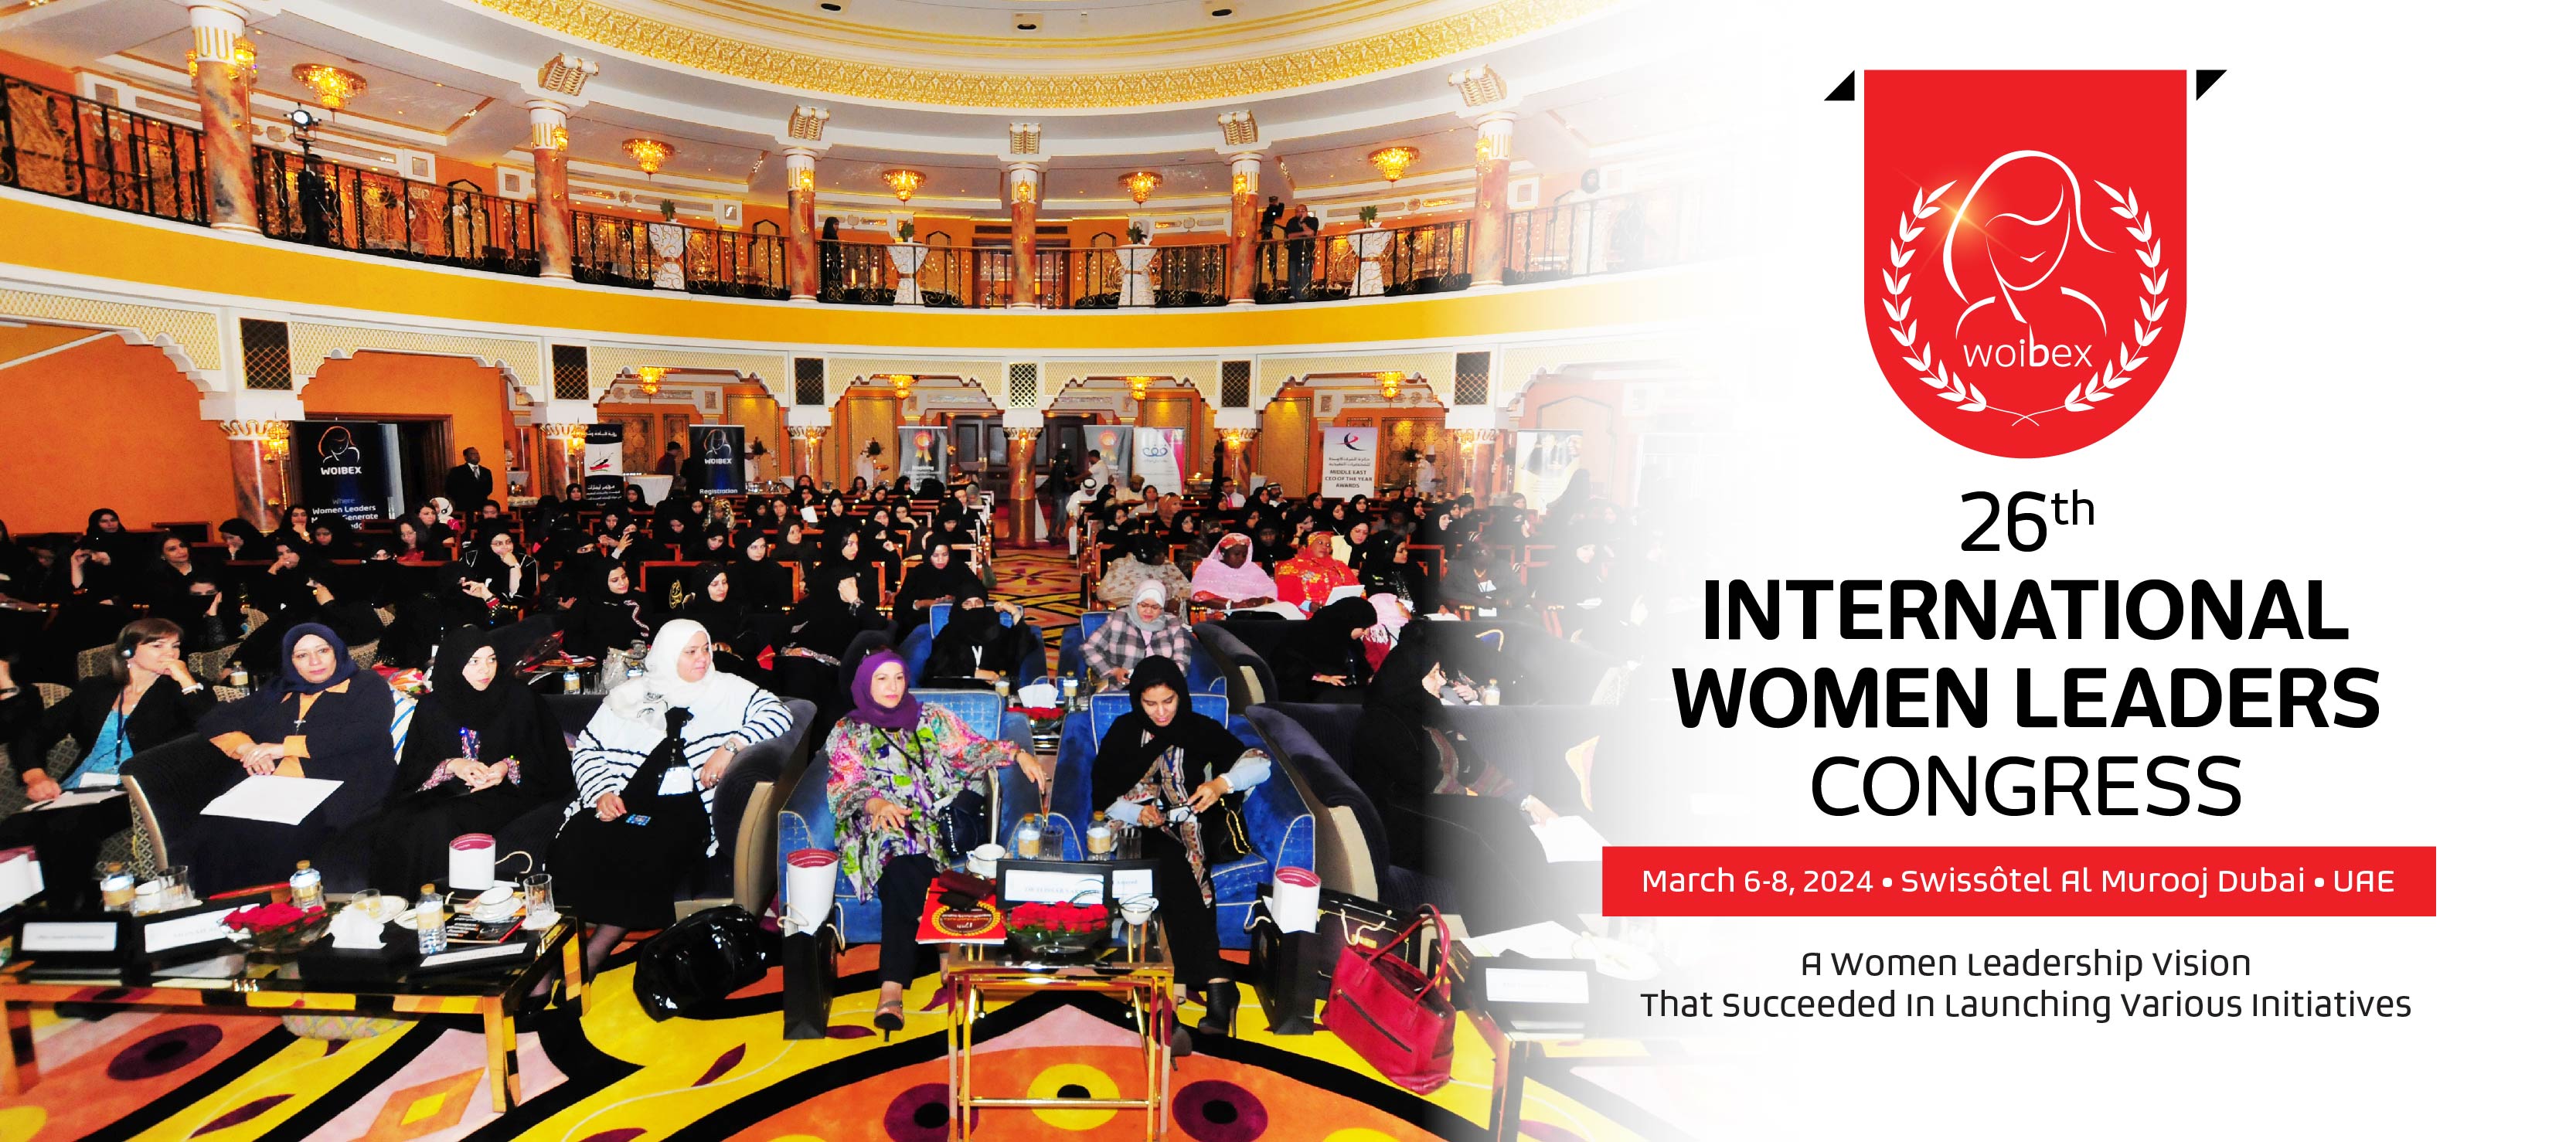 woibex
26th
INTERNATIONAL
WOMEN LEADERS
CONGRESS
March 6-8, 2024 • Swissôtel Al Murooj Dubai • UAE
A Women Leadership Vision
That Succeeded In Launching Various Initiatives
WOIBEX
Where
Women Leaders
WOIBEX
Registration
MIDDLE EAST
CEO OF THE YEAR
AWARDS